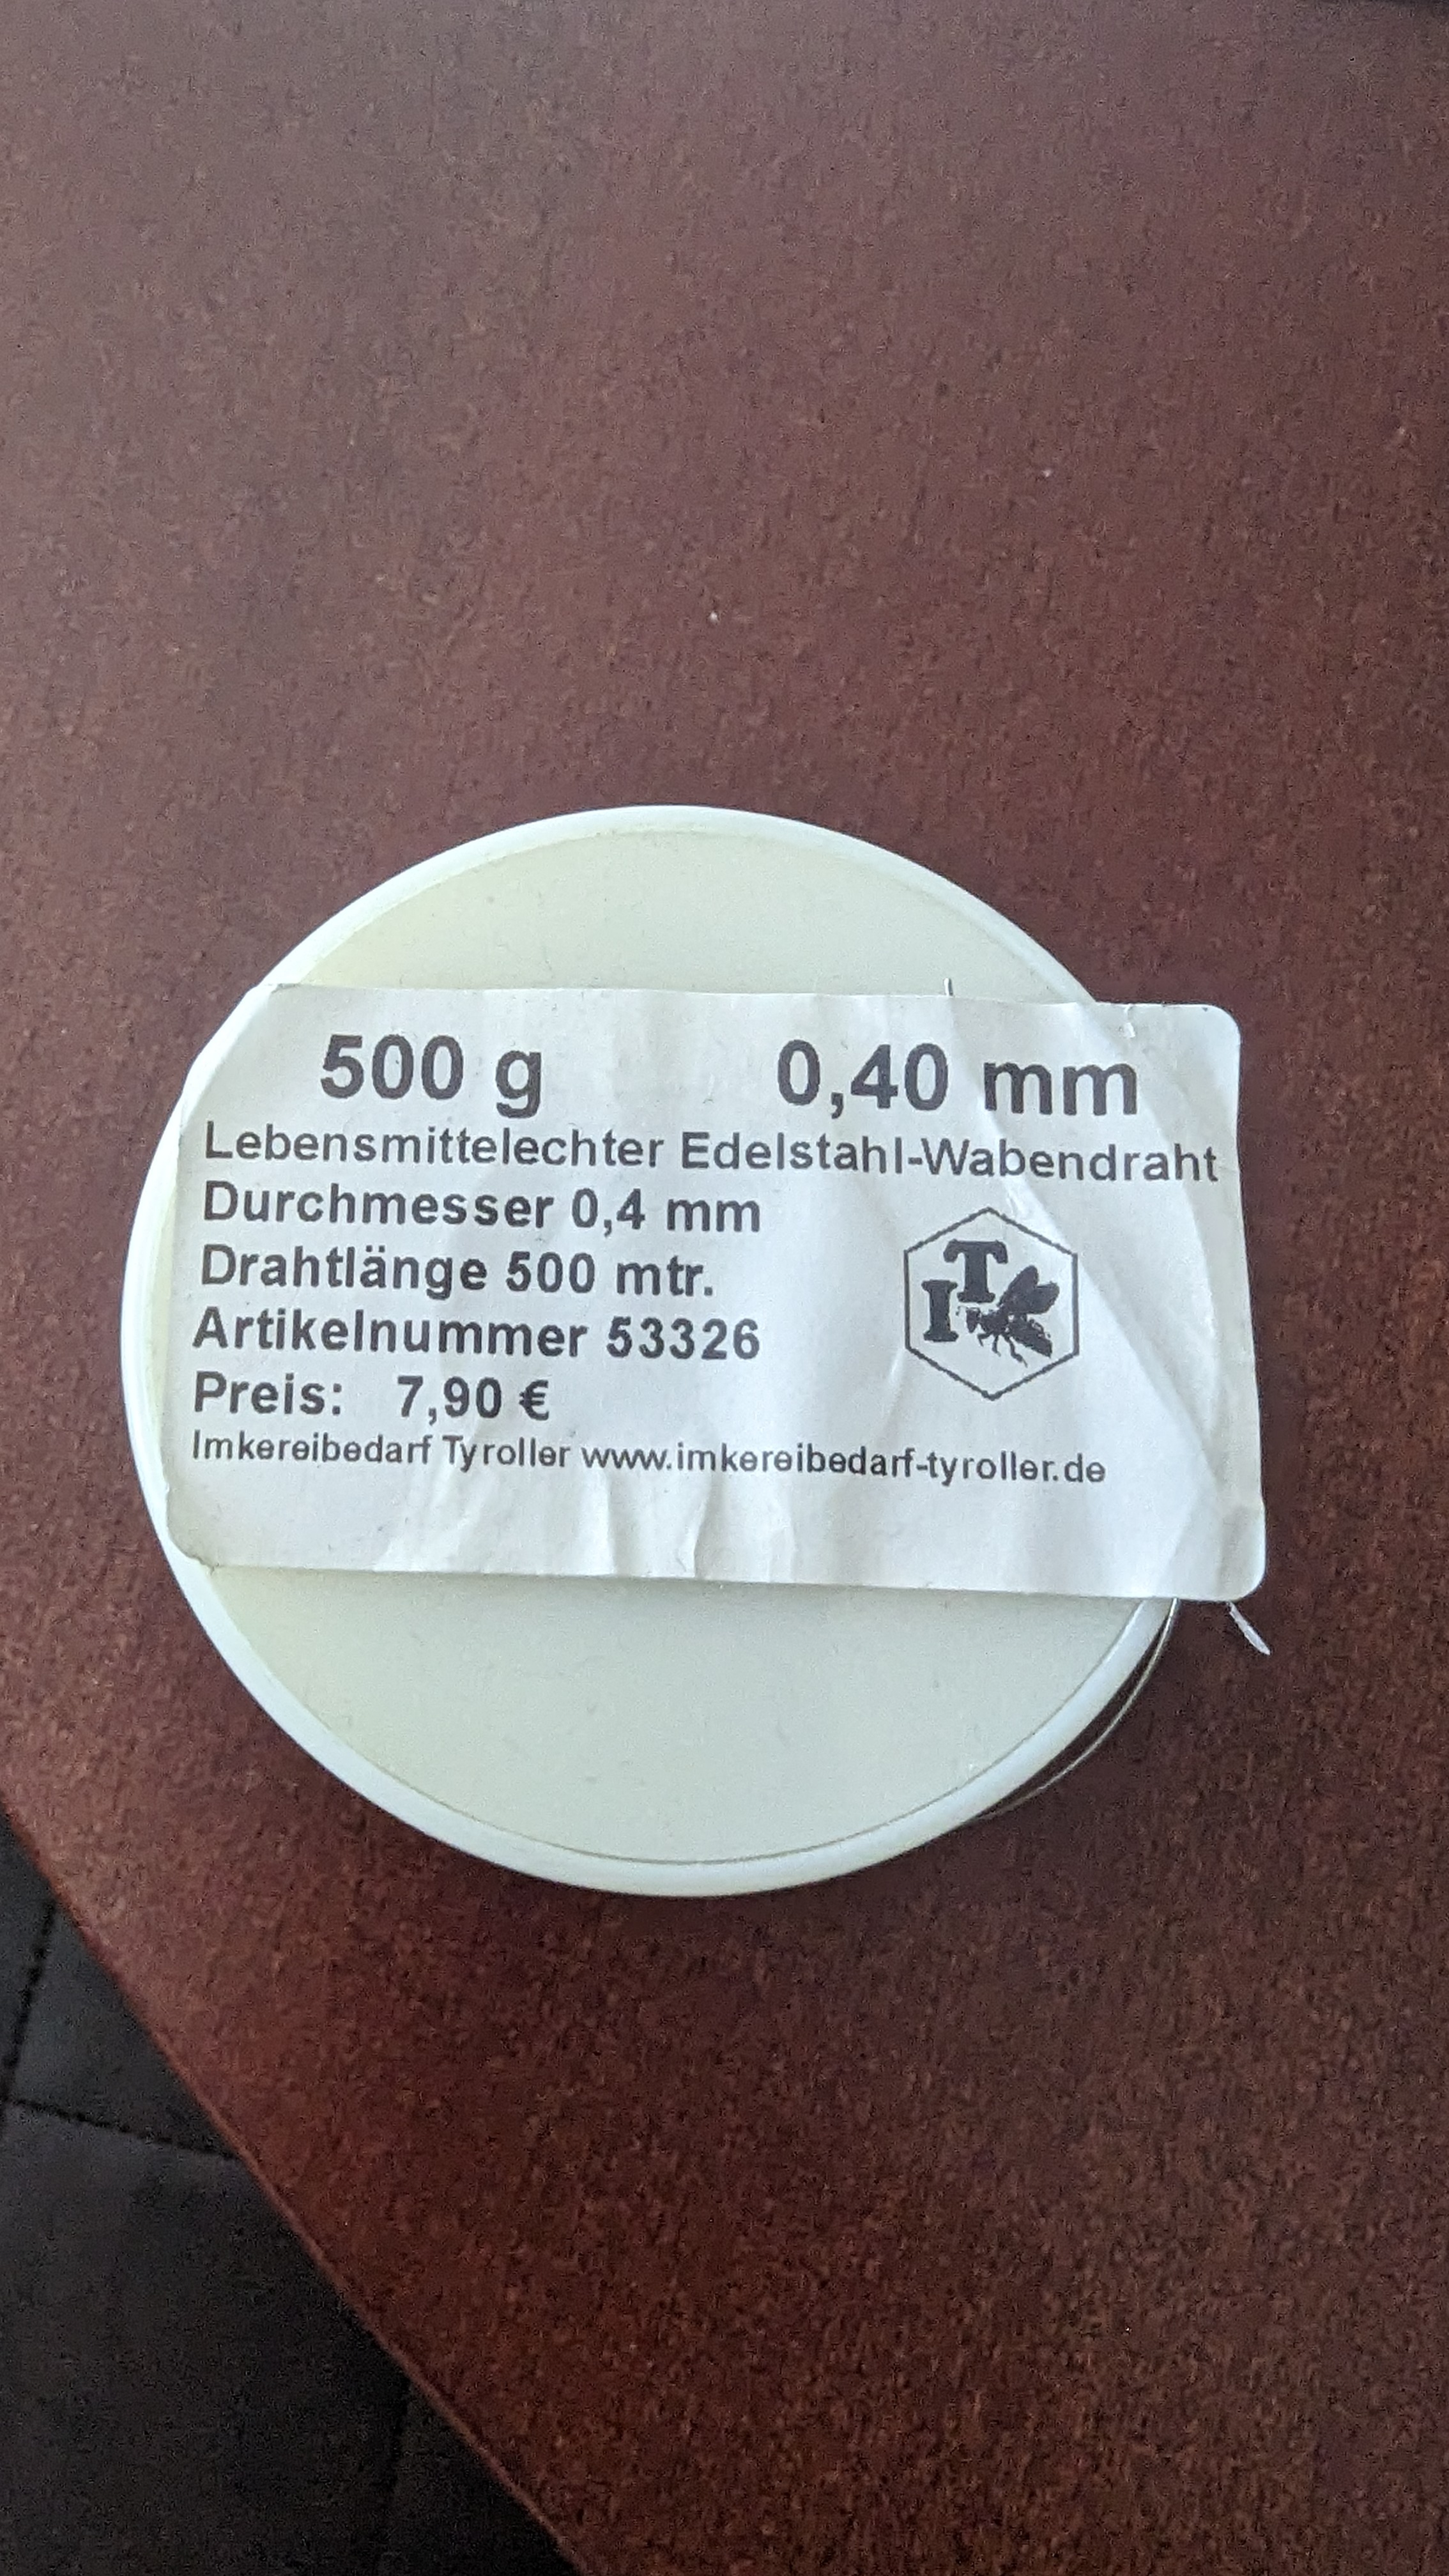 500 g 0,40 mm
Lebensmittelechter Edelstahl-Wabendraht
Durchmesser 0,4 mm
Drahtlänge 500 mtr.
Artikelnummer 53326
Preis: 7,90 €
Imkereibedarf Tyroller www.imkereibedarf-tyroller.de
IT